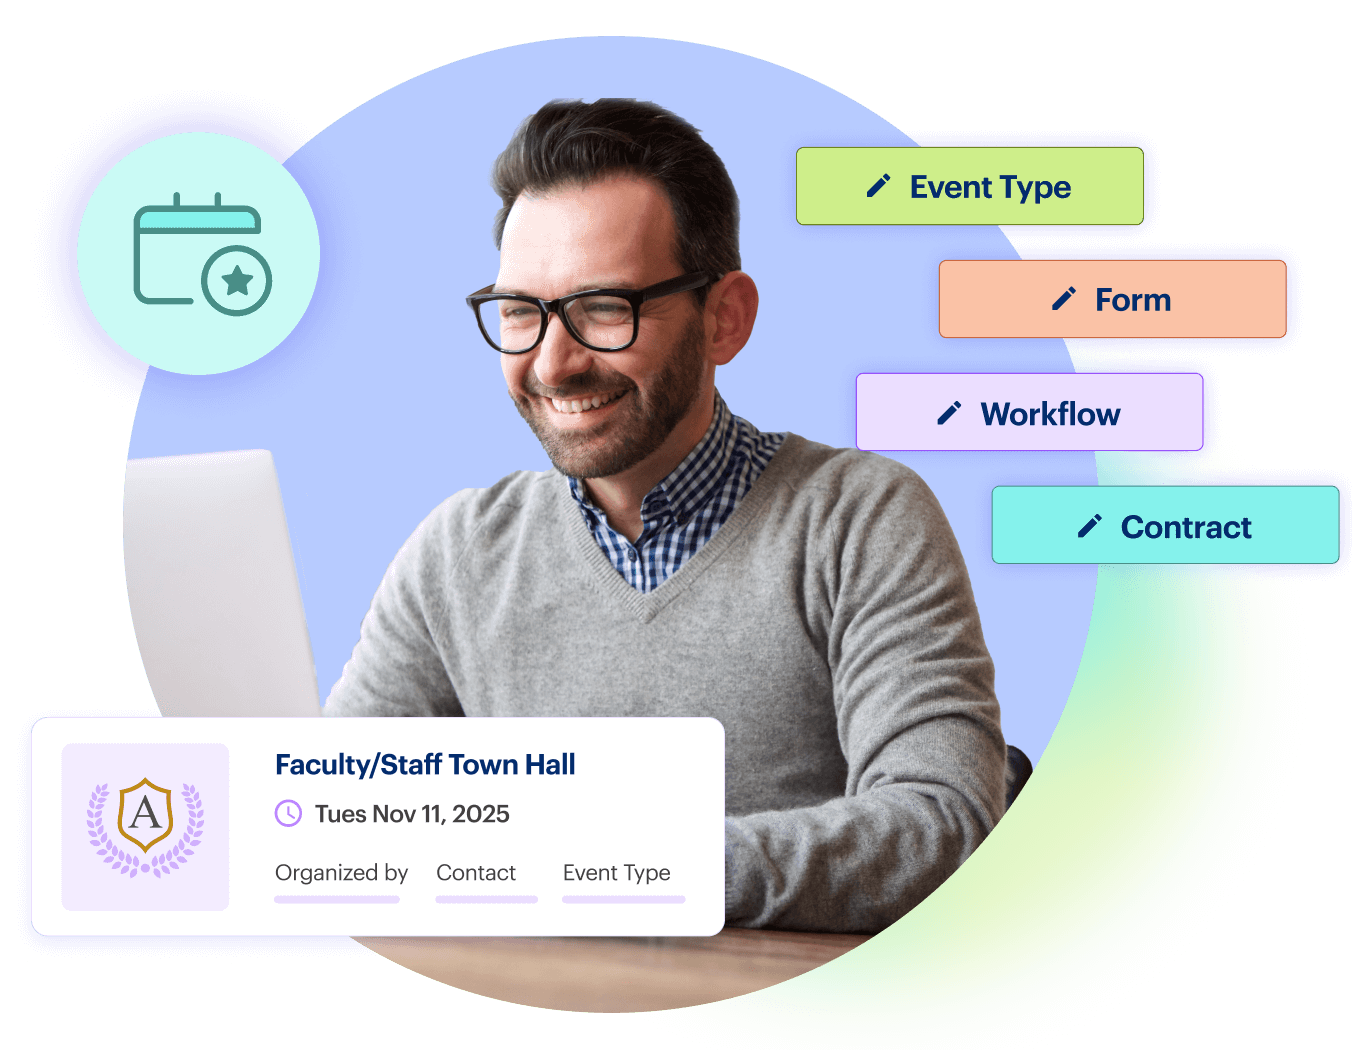 Event Type
Form
Workflow
Contract
Faculty/Staff Town Hall
Tues Nov 11, 2025
Organized by Contact Event Type
A